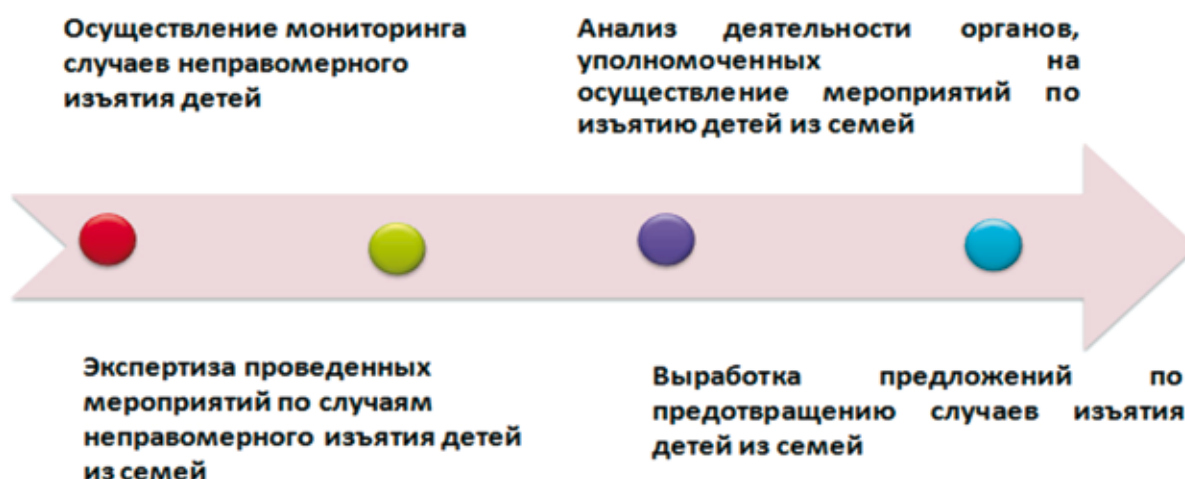 Осуществление мониторинга
случаев неправомерного
изъятия детей
Анализ деятельности органов,
уполномоченных на
осуществление мероприятий по
изъятию детей из семей
Экспертиза проведенных
мероприятий по случаям
неправомерного изъятия детей
из семей
Выработка предложений по
предотвращению случаев изъятия
детей из семей